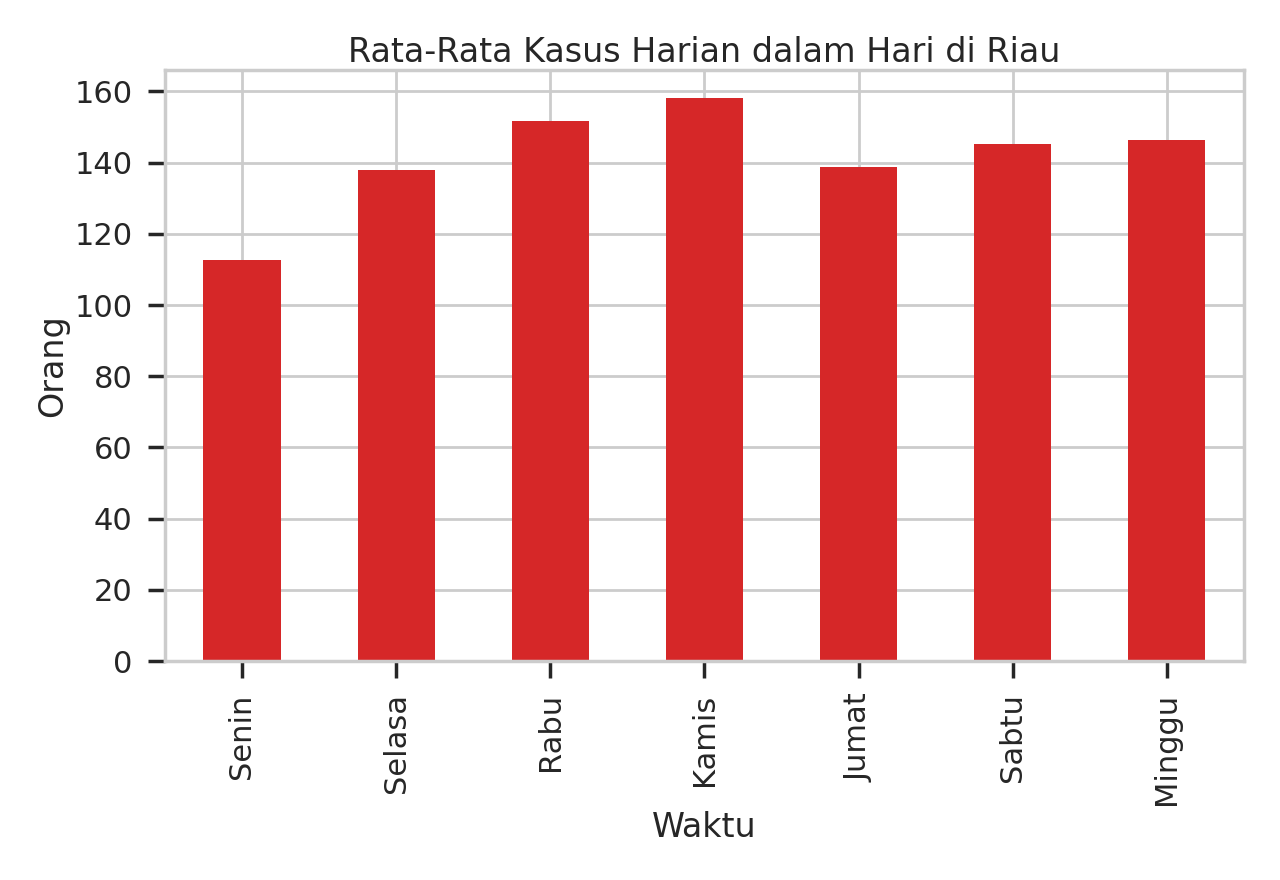 Rata-Rata Kasus Harian dalam Hari di Riau
160
140
120
100
80
60
40
20
0
Orang
Senin
Selasa
Rabu
Kamis
Jumat
Sabtu
Minggu
Waktu